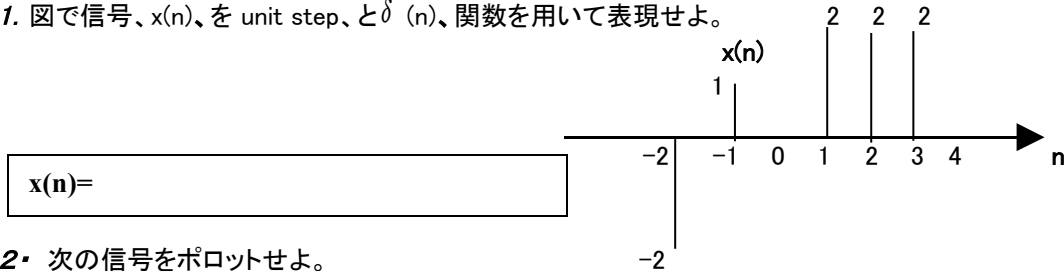 1. 図で信号、x(n)、を unit step、とδ (n)、関数を用いて表現せよ。
2 2 2
x(n)
1
-2 -1 0 1 2 3 4 n
x(n)=
-2
2・ 次の信号をポロットせよ。